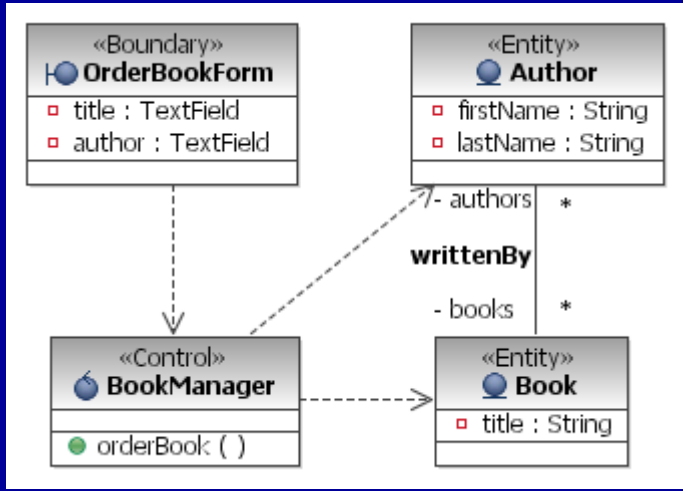 «Boundary»
OrderBookForm
title : TextField
author : TextField
«Entity»
Author
firstName : String
lastName : String
- authors *
writtenBy
- books *
«Control»
BookManager
orderBook ( )
«Entity»
Book
title : String